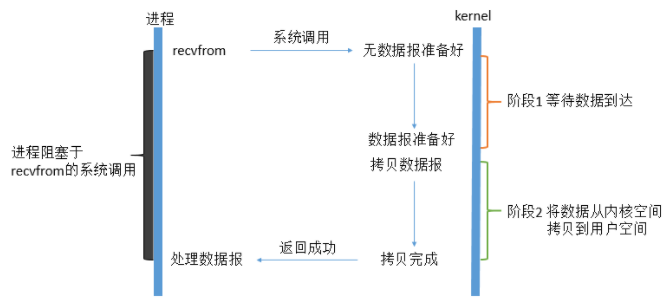 进程
kernel
recvfrom
系统调用
无数据报准备好
阶段1 等待数据到达
数据报准备好
拷贝数据报
进程阻塞于
recvfrom的系统调用
阶段2 将数据从内核空间
拷贝到用户空间
处理数据报
返回成功
拷贝完成